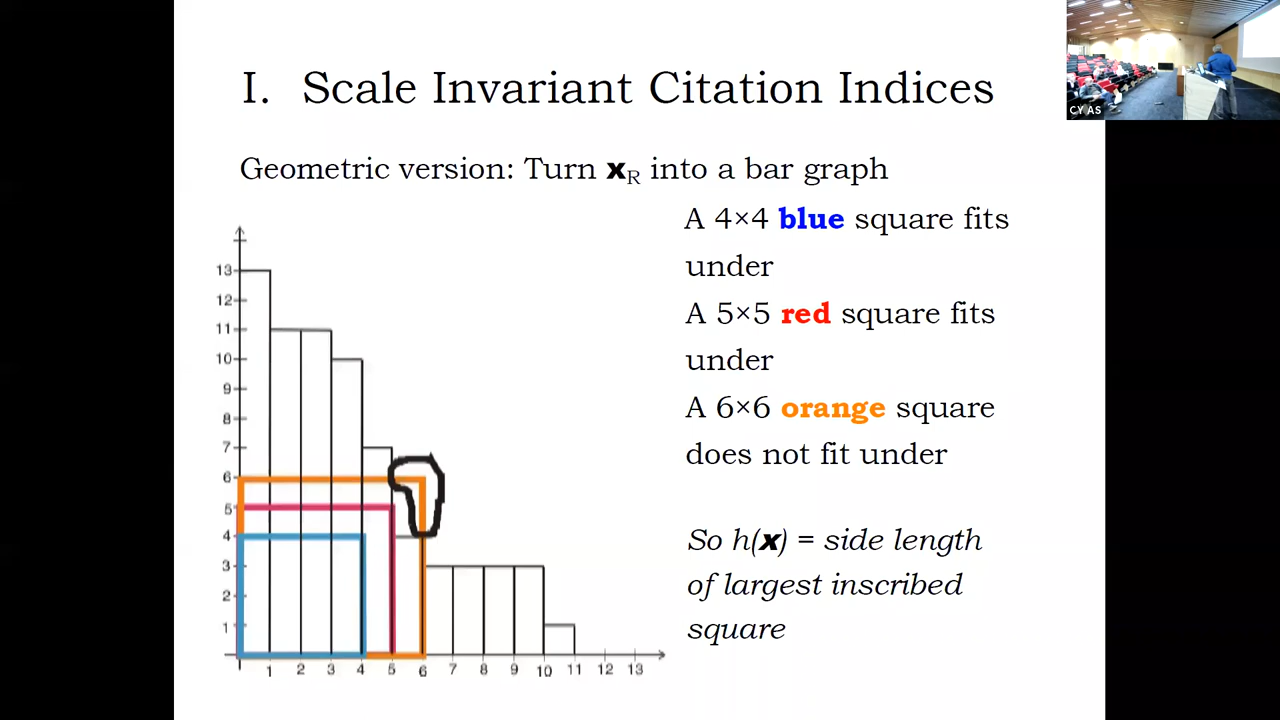 I. Scale Invariant Citation Indices
CY AS
Geometric version: Turn xR into a bar graph
A 4×4 blue square fits
under
A 5×5 red square fits
under
A 6×6 orange square
does not fit under
So h(x) = side length
of largest inscribed
square
13
12
11
10
9
8
7
6
5
4
3
2
1
1 2 3 4 5 6 7 8 9 10 11 12 13